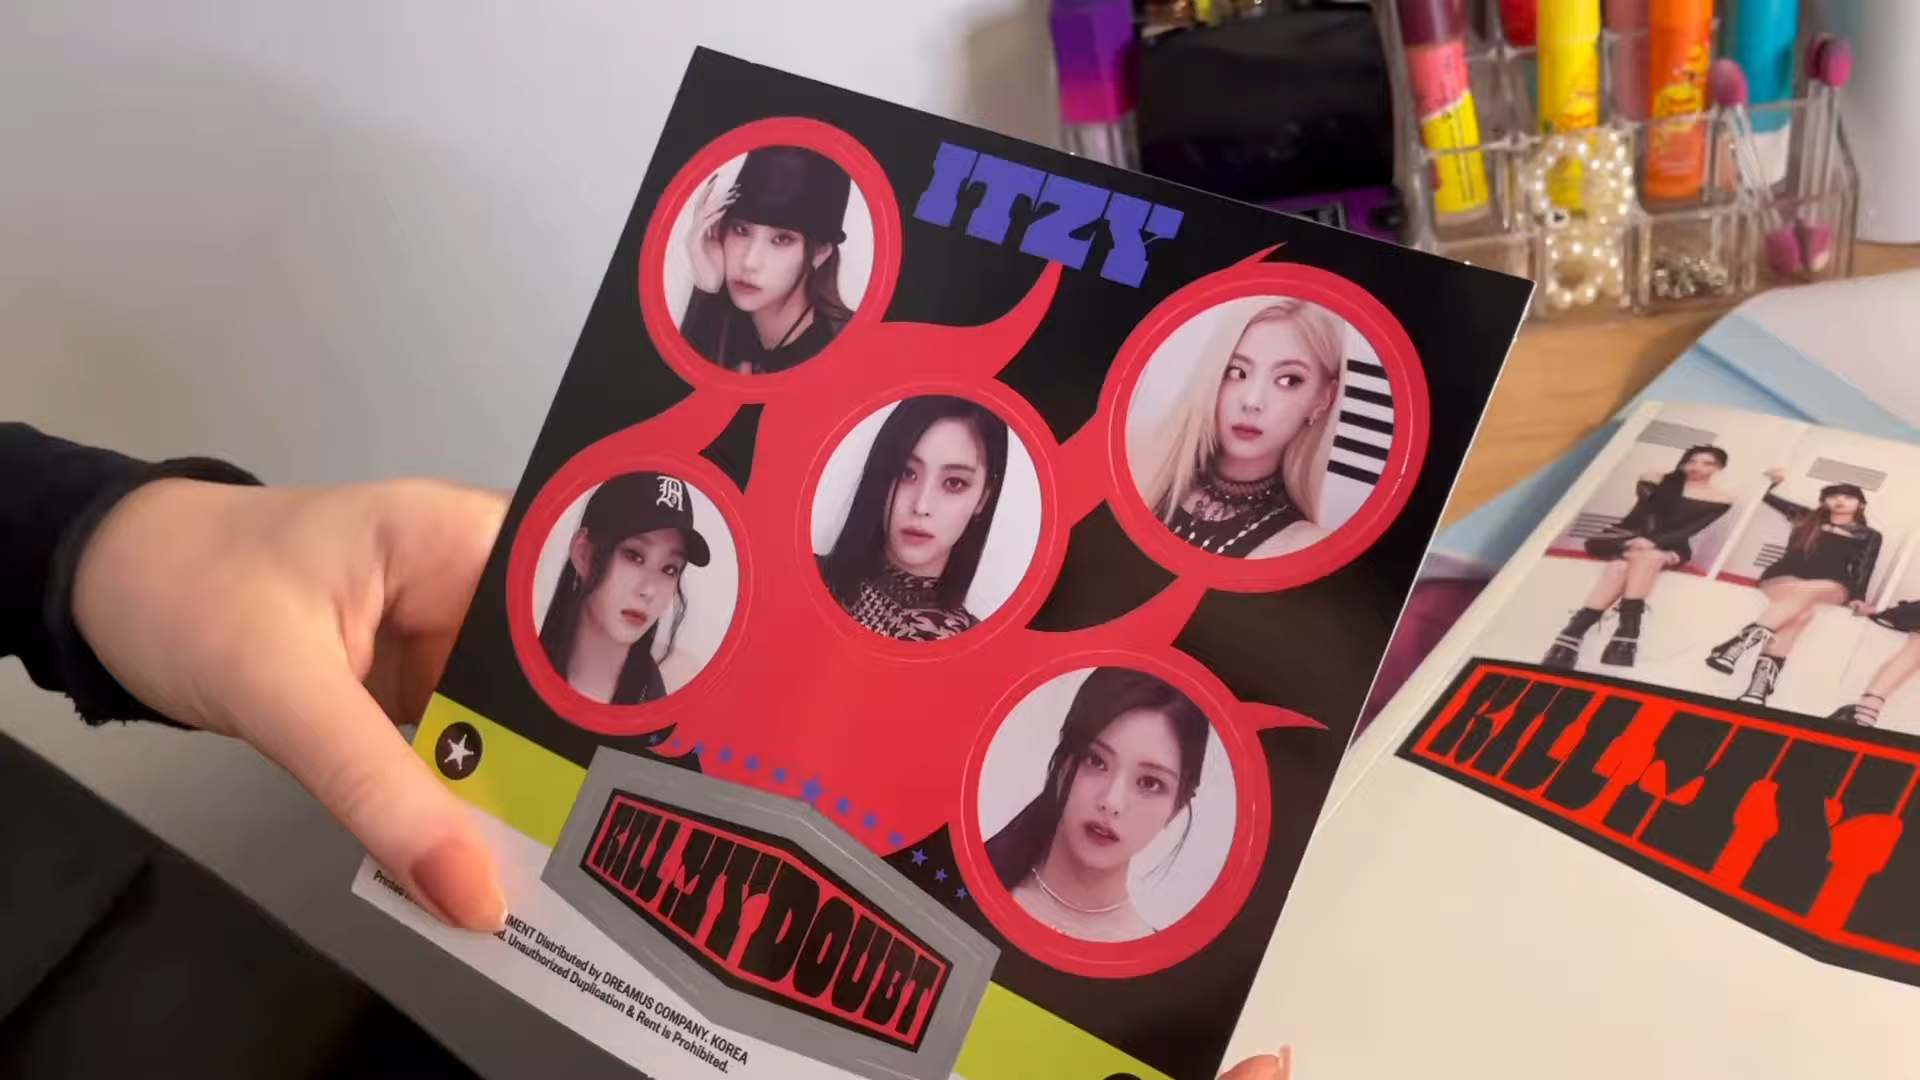 ITZY
R
KILL MY DOUBT
Printed
MENT Distributed by DREAMUS COMPANY. KOREA
d. Unauthorized Duplication & Rent is Prohibited.
KILL MY